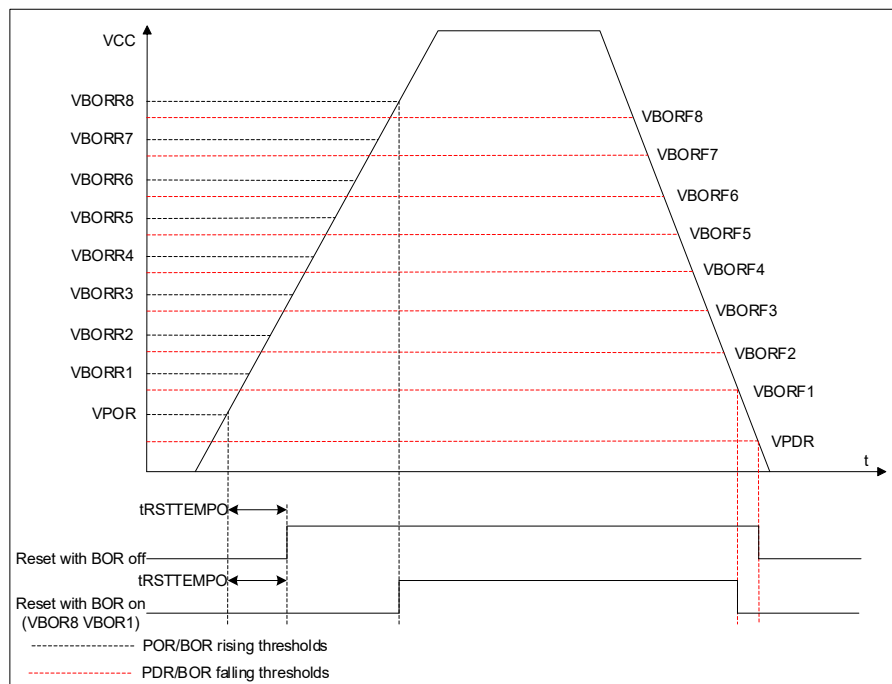 VCC
VBORR8
VBORF8
VBORR7
VBORF7
VBORR6
VBORF6
VBORR5
VBORF5
VBORR4
VBORF4
VBORR3
VBORF3
VBORR2
VBORF2
VBORR1
VBORF1
VPOR
VPDR
t
tRSTTEMPO
Reset with BOR off
tRSTTEMPO
Reset with BOR on
(VBOR8 VBOR1)
POR/BOR rising thresholds
PDR/BOR falling thresholds